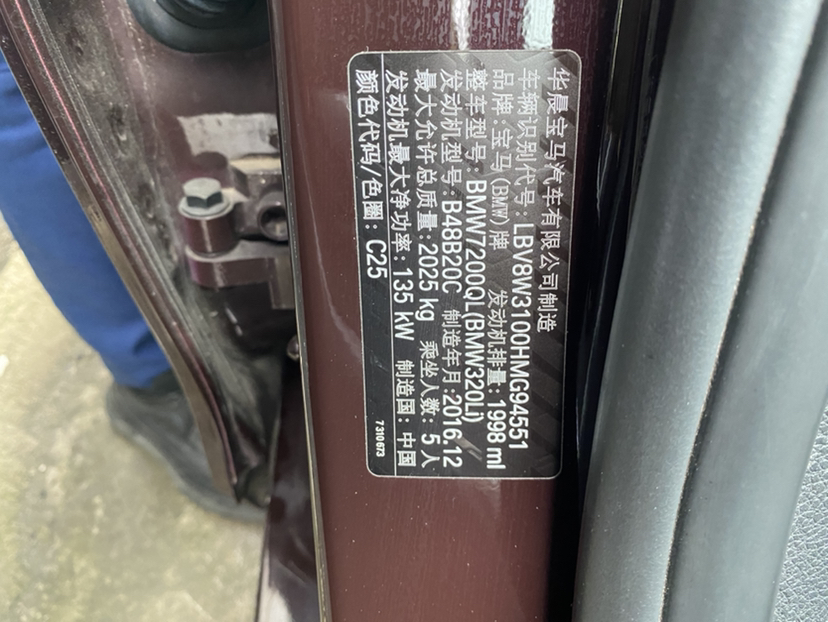 华晨宝马汽车有限公司制造
车辆识别代号:LBV8W3100HMG94551
品牌:宝马(BMW)牌 发动机排量:1998 ml
整车型号:BMW7200QL(BMW320Li)
发动机型号:B48B20C 制造年月:2016.12
最大允许总质量:2025 kg 乘坐人数:5人
发动机最大净功率:135 kW 制造国:中国
颜色代码/色圈:C25
7310673